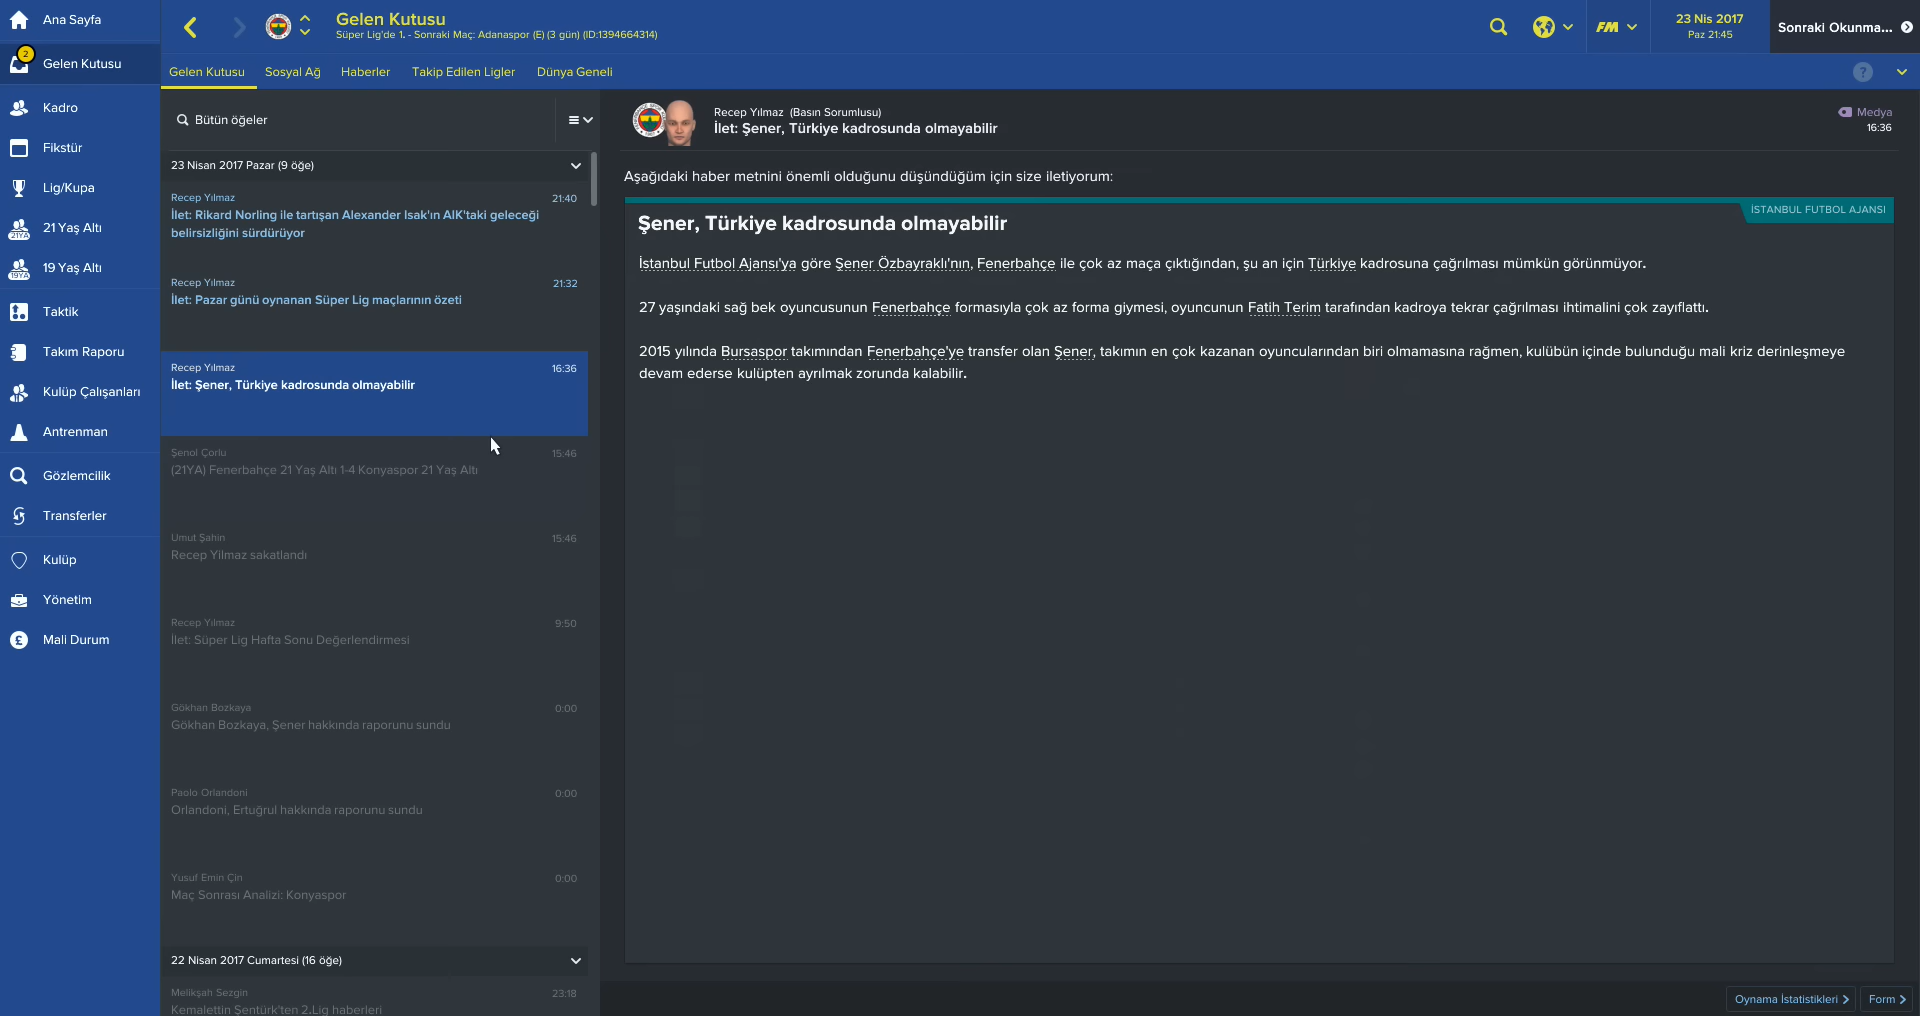 Ana Sayfa
2
Gelen Kutusu
Kadro
Fikstür
Lig/Kupa
21YA
21 Yaş Altı
19YA
19 Yaş Altı
Taktik
Takım Raporu
Kulüp Çalışanları
Antrenman
Gözlemcilik
Transferler
Kulüp
Yönetim
£
Mali Durum
Gelen Kutusu
Süper Lig'de 1. - Sonraki Maç: Adanaspor (E) (3 gün) (ID:1394664314)
FM
23 Nis 2017
Paz 21:45
Sonraki Okunma...
Gelen Kutusu
Sosyal Ağ
Haberler
Takip Edilen Ligler
Dünya Geneli
?
Bütün öğeler
23 Nisan 2017 Pazar (9 öğe)
Recep Yılmaz 21:40
İlet: Rikard Norling ile tartışan Alexander Isak'ın AIK'taki geleceği
belirsizliğini sürdürüyor
Recep Yılmaz 21:32
İlet: Pazar günü oynanan Süper Lig maçlarının özeti
Recep Yılmaz 16:36
İlet: Şener, Türkiye kadrosunda olmayabilir
Şenol Çorlu 15:46
(21YA) Fenerbahçe 21 Yaş Altı 1-4 Konyaspor 21 Yaş Altı
Umut Şahin 15:46
Recep Yilmaz sakatlandı
Recep Yılmaz 9:50
İlet: Süper Lig Hafta Sonu Değerlendirmesi
Gökhan Bozkaya 0:00
Gökhan Bozkaya, Şener hakkında raporunu sundu
Paolo Orlandoni 0:00
Orlandoni, Ertuğrul hakkında raporunu sundu
Yusuf Emin Çin 0:00
Maç Sonrası Analizi: Konyaspor
22 Nisan 2017 Cumartesi (16 öğe)
Melikşah Sezgin 23:18
Kemalettin Şentürk'ten 2.Lig haberleri
Recep Yılmaz (Basın Sorumlusu)
İlet: Şener, Türkiye kadrosunda olmayabilir
Medya
16:36
Aşağıdaki haber metnini önemli olduğunu düşündüğüm için size iletiyorum:
İSTANBUL FUTBOL AJANSI
Şener, Türkiye kadrosunda olmayabilir
İstanbul Futbol Ajansı'ya göre Şener Özbayraklı'nın, Fenerbahçe ile çok az maça çıktığından, şu an için Türkiye kadrosuna çağrılması mümkün görünmüyor.
27 yaşındaki sağ bek oyuncusunun Fenerbahçe formasıyla çok az forma giymesi, oyuncunun Fatih Terim tarafından kadroya tekrar çağrılması ihtimalini çok zayıflattı.
2015 yılında Bursaspor takımından Fenerbahçe'ye transfer olan Şener, takımın en çok kazanan oyuncularından biri olmamasına rağmen, kulübün içinde bulunduğu mali kriz derinleşmeye
devam ederse kulüpten ayrılmak zorunda kalabilir.
Oynama İstatistikleri
Form